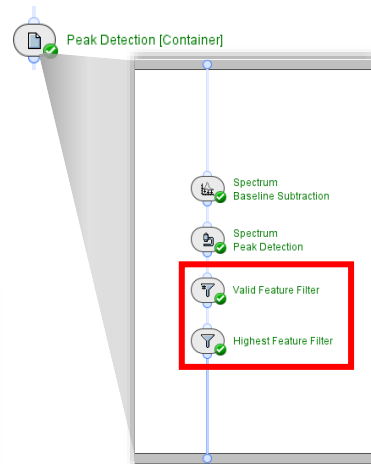 Peak Detection [Container]
Spectrum
Baseline Subtraction
Spectrum
Peak Detection
Valid Feature Filter
Highest Feature Filter